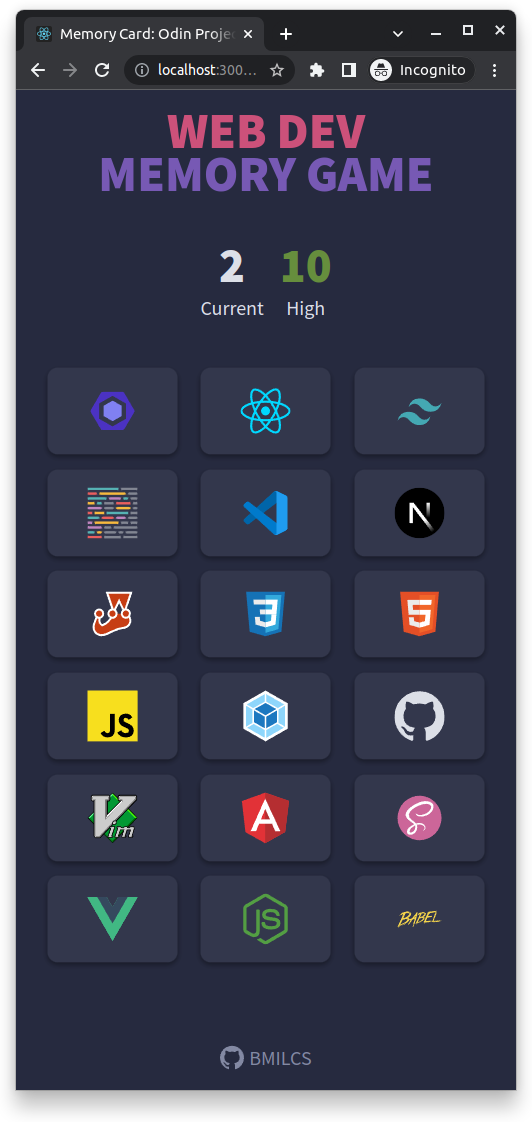 Memory Card: Odin Proje
localhost:300…
Incognito
WEB DEV
MEMORY GAME
2 10
Current High
N
3 5
JS
Vim A S
JS BABEL
BMILCS